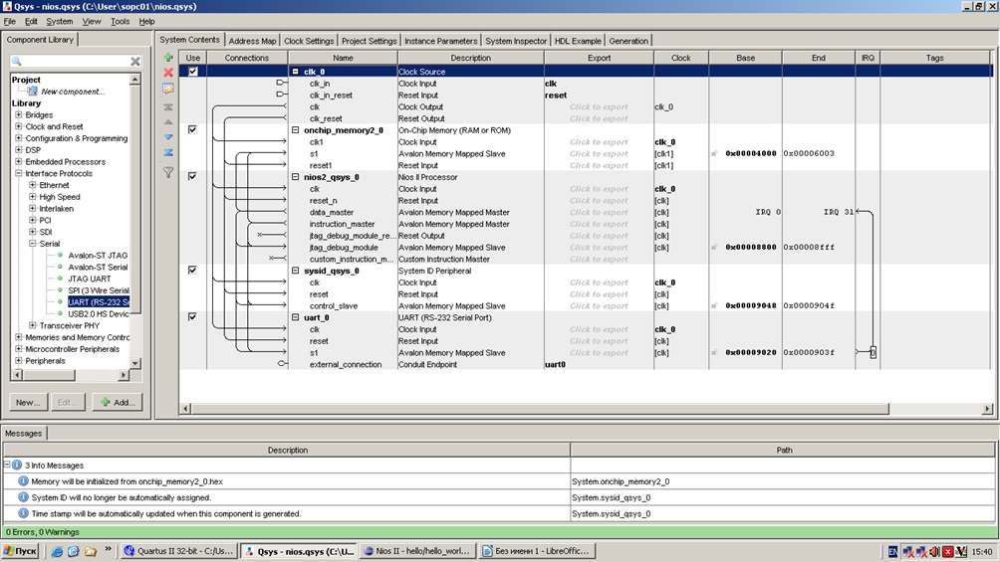 Qsys - nios.qsys (C:\User\sopc01\nios.qsys)
File Edit System View Tools Help
Component Library
Project
New component...
Library
Bridges
Clock and Reset
Configuration & Programming
DSP
Embedded Processors
Interface Protocols
Ethernet
High Speed
Interlaken
PCI
SDI
Serial
Avalon-ST JTAG
Avalon-ST Serial
JTAG UART
SPI (3 Wire Serial
UART (RS-232 Se
USB2.0 HS Devic
Transceiver PHY
Memories and Memory Contro
Microcontroller Peripherals
Peripherals
New... Edit... Add...
System Contents Address Map Clock Settings Project Settings Instance Parameters System Inspector HDL Example Generation
Use Connections Name Description Export Clock Base End IRQ Tags
clk_0 Clock Source
clk_in Clock Input clk
clk_in_reset Reset Input reset
clk Clock Output Click to export clk_0
clk_reset Reset Output Click to export
onchip_memory2_0 On-Chip Memory (RAM or ROM)
clk1 Clock Input Click to export clk_0
s1 Avalon Memory Mapped Slave Click to export [clk1] 0x00004000 0x00006003
reset1 Reset Input Click to export [clk1]
nios2_qsys_0 Nios II Processor
clk Clock Input Click to export clk_0
reset_n Reset Input Click to export [clk]
data_master Avalon Memory Mapped Master Click to export [clk] IRQ 0 IRQ 31
instruction_master Avalon Memory Mapped Master Click to export [clk]
jtag_debug_module_re... Reset Output Click to export [clk]
jtag_debug_module Avalon Memory Mapped Slave Click to export [clk] 0x00008800 0x00008fff
custom_instruction_m... Custom Instruction Master Click to export
sysid_qsys_0 System ID Peripheral
clk Clock Input Click to export clk_0
reset Reset Input Click to export [clk]
control_slave Avalon Memory Mapped Slave Click to export [clk] 0x00009048 0x0000904f
uart_0 UART (RS-232 Serial Port)
clk Clock Input Click to export clk_0
reset Reset Input Click to export [clk]
s1 Avalon Memory Mapped Slave Click to export [clk] 0x00009020 0x0000903f
external_connection Conduit Endpoint uart0
Messages
Description Path
3 Info Messages
Memory will be initialized from onchip_memory2_0.hex System.onchip_memory2_0
System ID will no longer be automatically assigned. System.sysid_qsys_0
Time stamp will be automatically updated when this component is generated. System.sysid_qsys_0
0 Errors, 0 Warnings
Пуск Quartus II 32-bit - C:/Us... Qsys - nios.qsys (C:\U... Nios II - hello/hello_worl... Без имени 1 - LibreOffic... EN 15:40